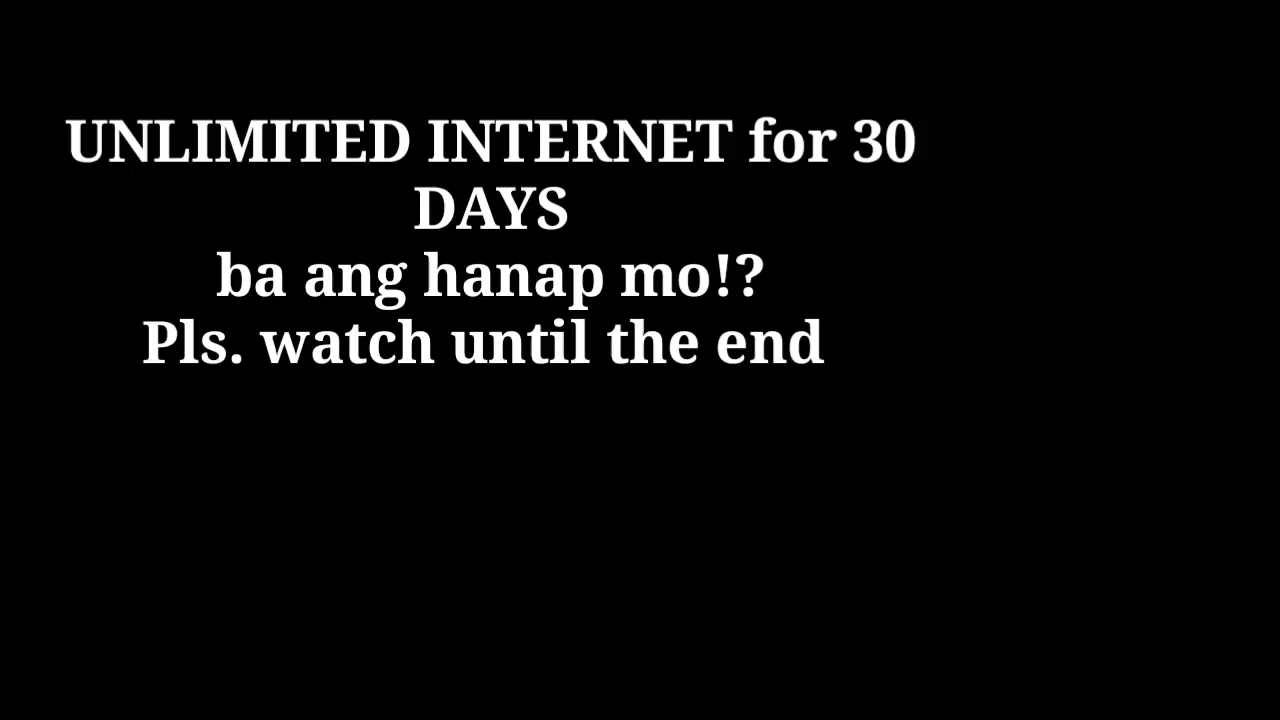 UNLIMITED INTERNET for 30
DAYS
ba ang hanap mo!?
Pls. watch until the end